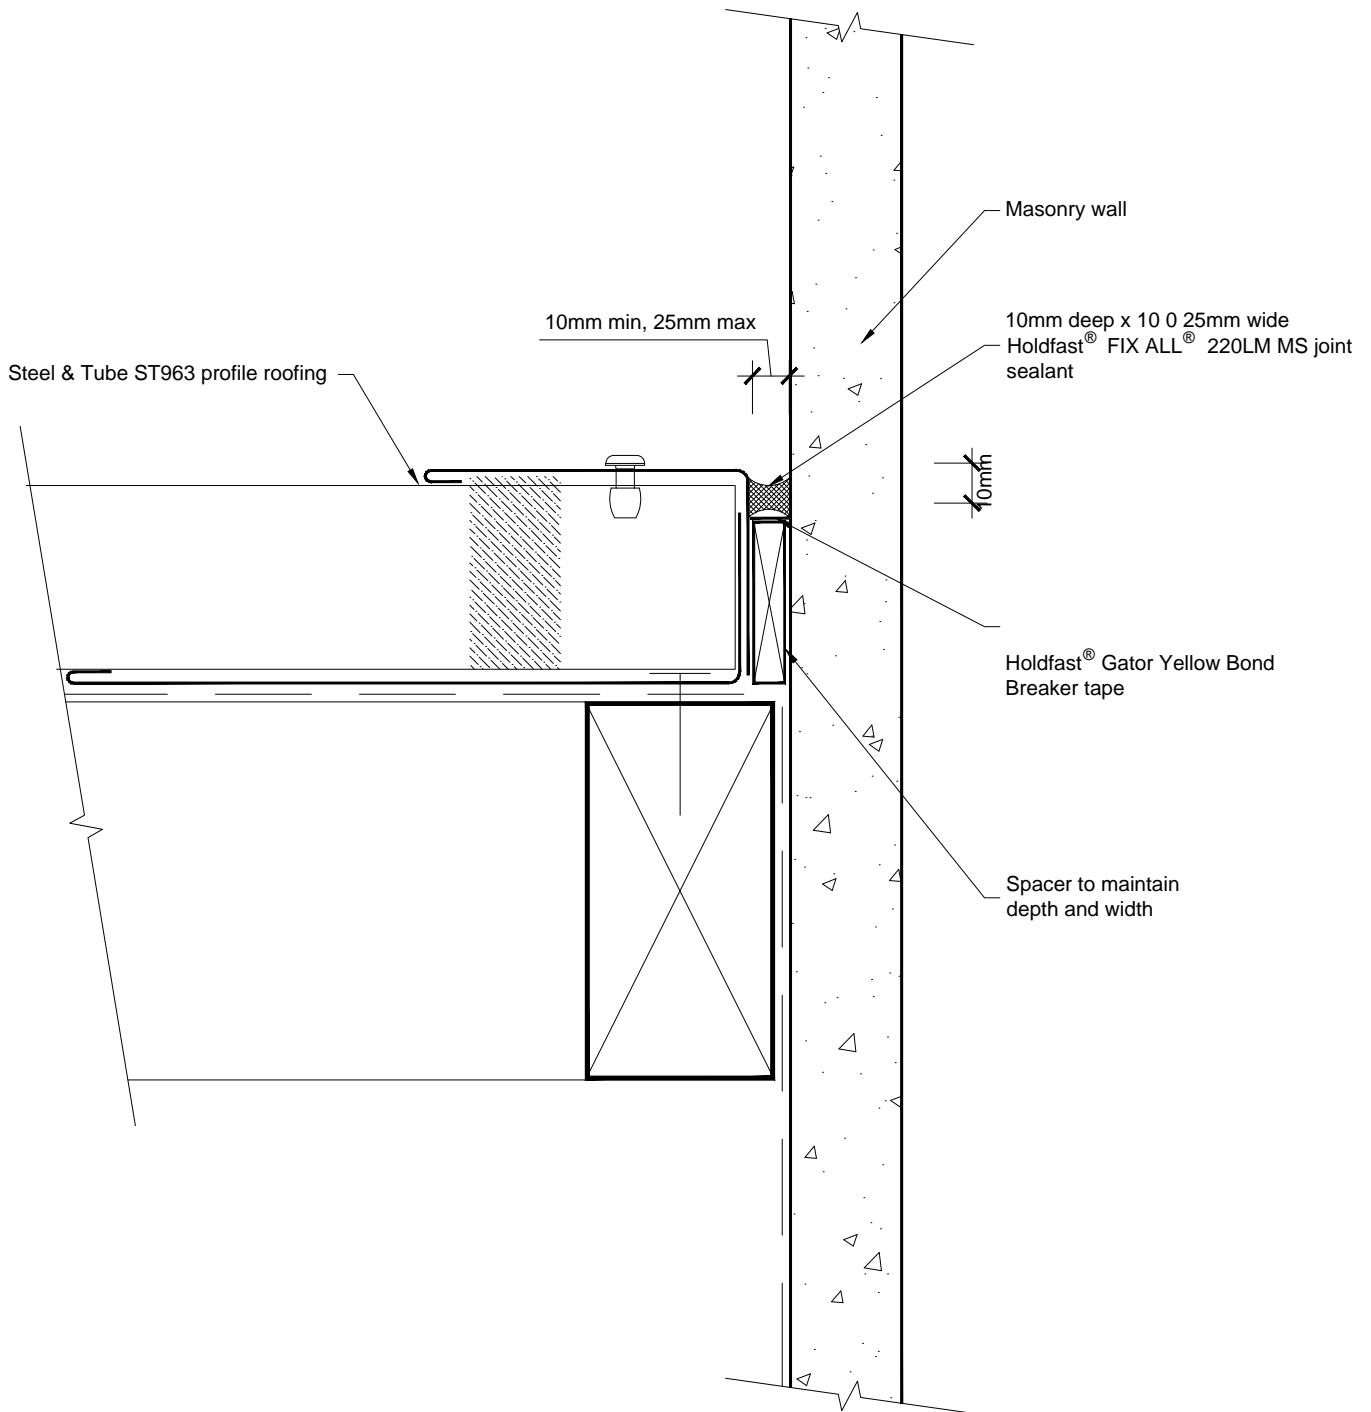 Masonry wall
10mm min, 25mm max
10mm deep x 10 0 25mm wide
Holdfast® FIX ALL® 220LM MS joint
sealant
Steel & Tube ST963 profile roofing
10mm
Holdfast® Gator Yellow Bond
Breaker tape
Spacer to maintain
depth and width